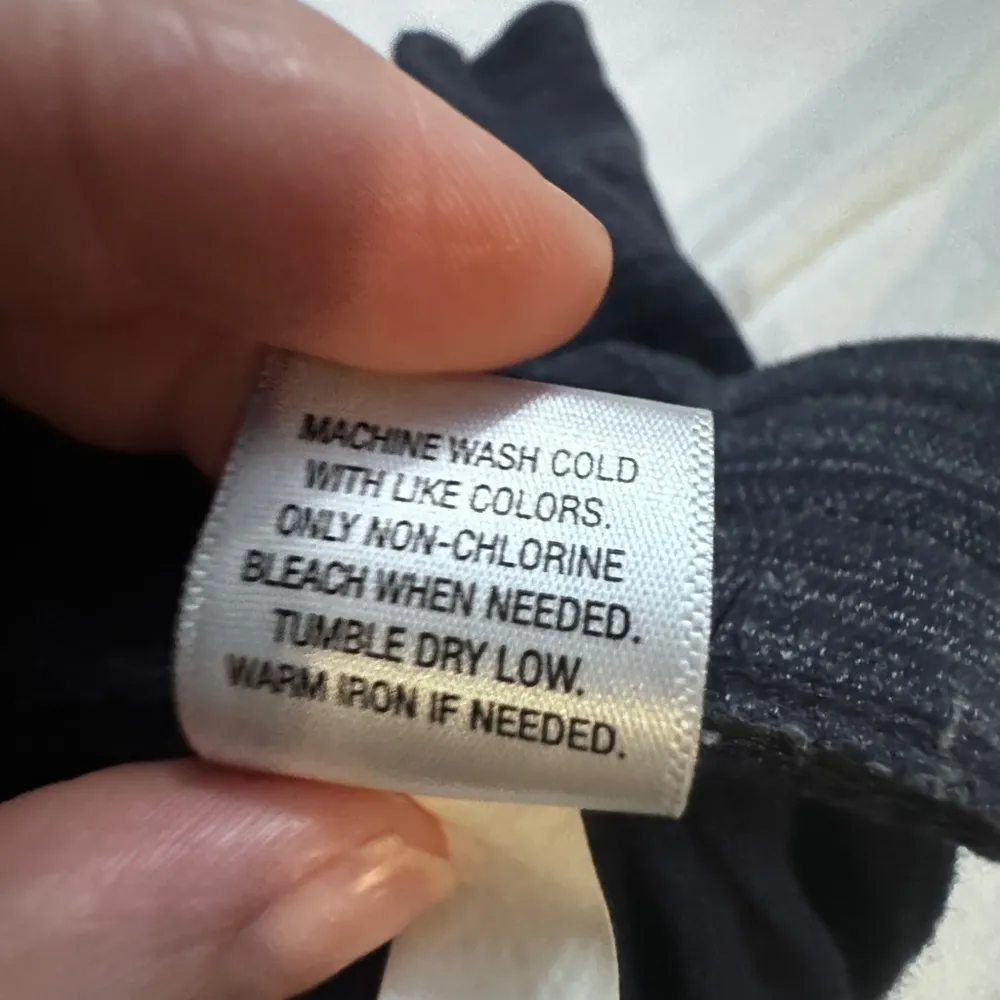 MACHINE WASH COLD
WITH LIKE COLORS.
ONLY NON-CHLORINE
BLEACH WHEN NEEDED.
TUMBLE DRY LOW.
WARM IRON IF NEEDED.